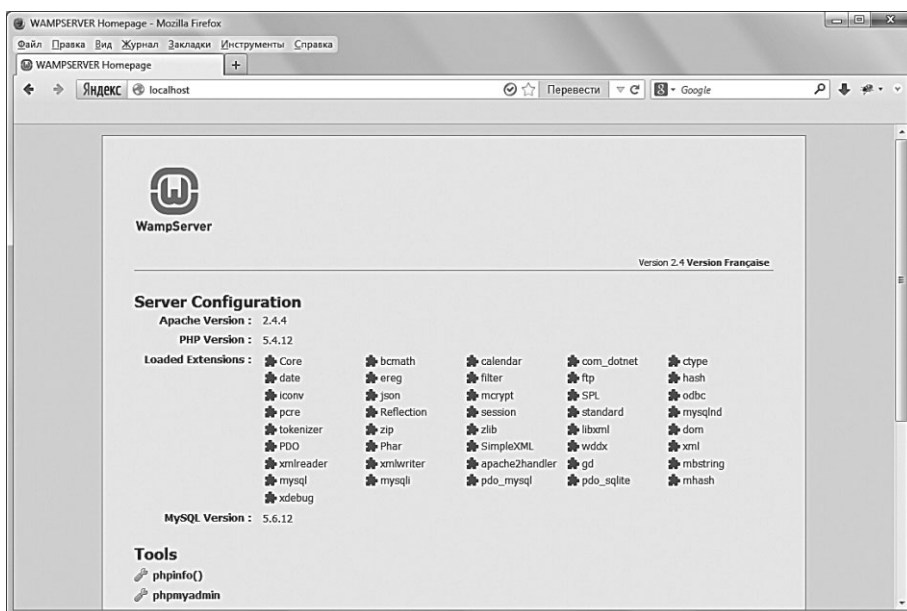 WAMPSERVER Homepage - Mozilla Firefox
Файл Правка Вид Журнал Закладки Инструменты Справка
WAMPSERVER Homepage +
Яндекс localhost Перевести Google
WampServer
Version 2.4 Version Française
Server Configuration
Apache Version : 2.4.4
PHP Version : 5.4.12
Loaded Extensions : Core bcmath calendar com_dotnet ctype
date ereg filter ftp hash
iconv json mcrypt SPL odbc
pcre Reflection session standard mysqlnd
tokenizer zip zlib libxml dom
PDO Phar SimpleXML wddx xml
xmlreader xmlwriter apache2handler gd mbstring
mysql mysqli pdo_mysql pdo_sqlite mhash
xdebug
MySQL Version : 5.6.12
Tools
phpinfo()
phpmyadmin